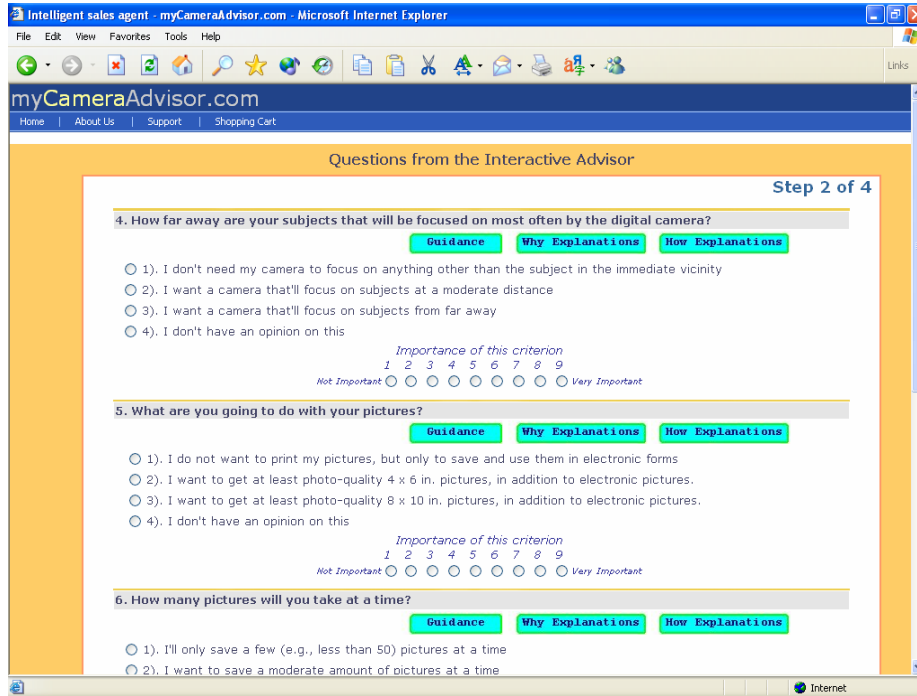 Intelligent sales agent - myCameraAdvisor.com - Microsoft Internet Explorer
File Edit View Favorites Tools Help
Links
myCameraAdvisor.com
Home | About Us | Support | Shopping Cart
Questions from the Interactive Advisor
Step 2 of 4
4. How far away are your subjects that will be focused on most often by the digital camera?
Guidance Why Explanations How Explanations
1). I don't need my camera to focus on anything other than the subject in the immediate vicinity
2). I want a camera that'll focus on subjects at a moderate distance
3). I want a camera that'll focus on subjects from far away
4). I don't have an opinion on this
Importance of this criterion
1 2 3 4 5 6 7 8 9
Not Important Very Important
5. What are you going to do with your pictures?
Guidance Why Explanations How Explanations
1). I do not want to print my pictures, but only to save and use them in electronic forms
2). I want to get at least photo-quality 4 x 6 in. pictures, in addition to electronic pictures.
3). I want to get at least photo-quality 8 x 10 in. pictures, in addition to electronic pictures.
4). I don't have an opinion on this
Importance of this criterion
1 2 3 4 5 6 7 8 9
Not Important Very Important
6. How many pictures will you take at a time?
Guidance Why Explanations How Explanations
1). I'll only save a few (e.g., less than 50) pictures at a time
2). I want to save a moderate amount of pictures at a time
Internet